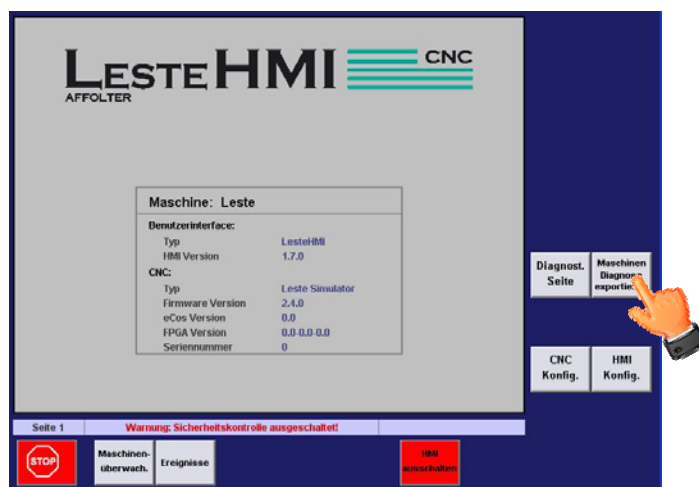 LESTE HMI CNC
AFFOLTER
Maschine: Leste
Benutzerinterface:
Typ LesteHMI
HMI Version 1.7.0
CNC:
Typ Leste Simulator
Firmware Version 2.4.0
eCos Version 0.0
FPGA Version 0.0-0.0-0.0
Seriennummer 0
Diagnost.
Seite
Maschinen
Diagnose
CNC
Konfig.
HMI
Konfig.
Seite 1 Warnung: Sicherheitskontrolle ausgeschaltet!
STOP
Maschinen-
überwach.
Ereignisse
HMI
ausschalten